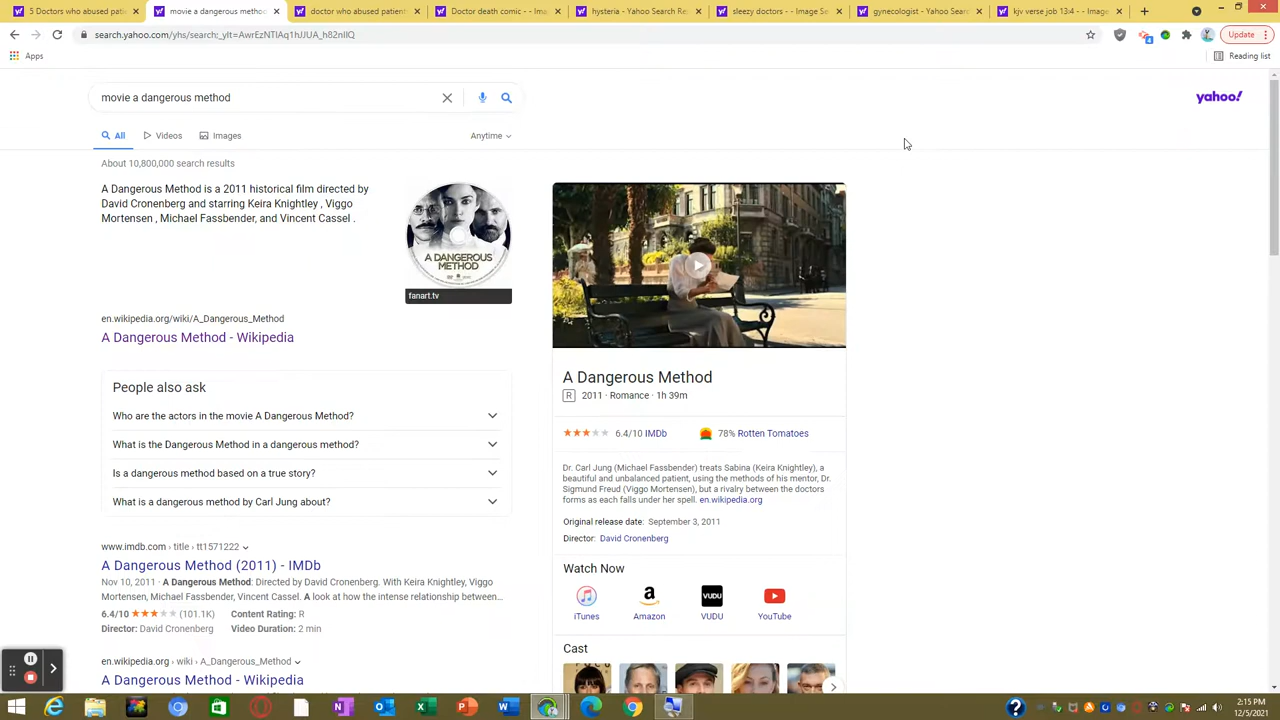 5 Doctors who abused patients
movie a dangerous method
doctor who abused patient
Doctor death comic - - Ima
hysteria - Yahoo Search Re
sleezy doctors - - Image Se
gynecologist - Yahoo Searc
kjv verse job 13:4 - - Image
search.yahoo.com/yhs/search;_ylt=AwrEzNTIAq1hJJUA_h82nIlQ
Update
Apps
Reading list
movie a dangerous method
yahoo!
All
Videos
Images
Anytime
About 10,800,000 search results
A Dangerous Method is a 2011 historical film directed by
David Cronenberg and starring Keira Knightley , Viggo
Mortensen , Michael Fassbender, and Vincent Cassel .
A DANGEROUS
METHOD
fanart.tv
en.wikipedia.org/wiki/A_Dangerous_Method
A Dangerous Method - Wikipedia
People also ask
Who are the actors in the movie A Dangerous Method?
What is the Dangerous Method in a dangerous method?
Is a dangerous method based on a true story?
What is a dangerous method by Carl Jung about?
www.imdb.com › title › tt1571222
A Dangerous Method (2011) - IMDb
Nov 10, 2011 · A Dangerous Method: Directed by David Cronenberg. With Keira Knightley, Viggo
Mortensen, Michael Fassbender, Vincent Cassel. A look at how the intense relationship between...
6.4/10 (101.1K) Content Rating: R
Director: David Cronenberg Video Duration: 2 min
en.wikipedia.org › wiki › A_Dangerous_Method
A Dangerous Method - Wikipedia
A Dangerous Method
R 2011 · Romance · 1h 39m
6.4/10 IMDb
78% Rotten Tomatoes
Dr. Carl Jung (Michael Fassbender) treats Sabina (Keira Knightley), a
beautiful and unbalanced patient, using the methods of his mentor, Dr.
Sigmund Freud (Viggo Mortensen), but a rivalry between the doctors
forms as each falls under her spell. en.wikipedia.org
Original release date: September 3, 2011
Director: David Cronenberg
Watch Now
VUDU
iTunes
Amazon
VUDU
YouTube
Cast
2:15 PM
12/5/2021